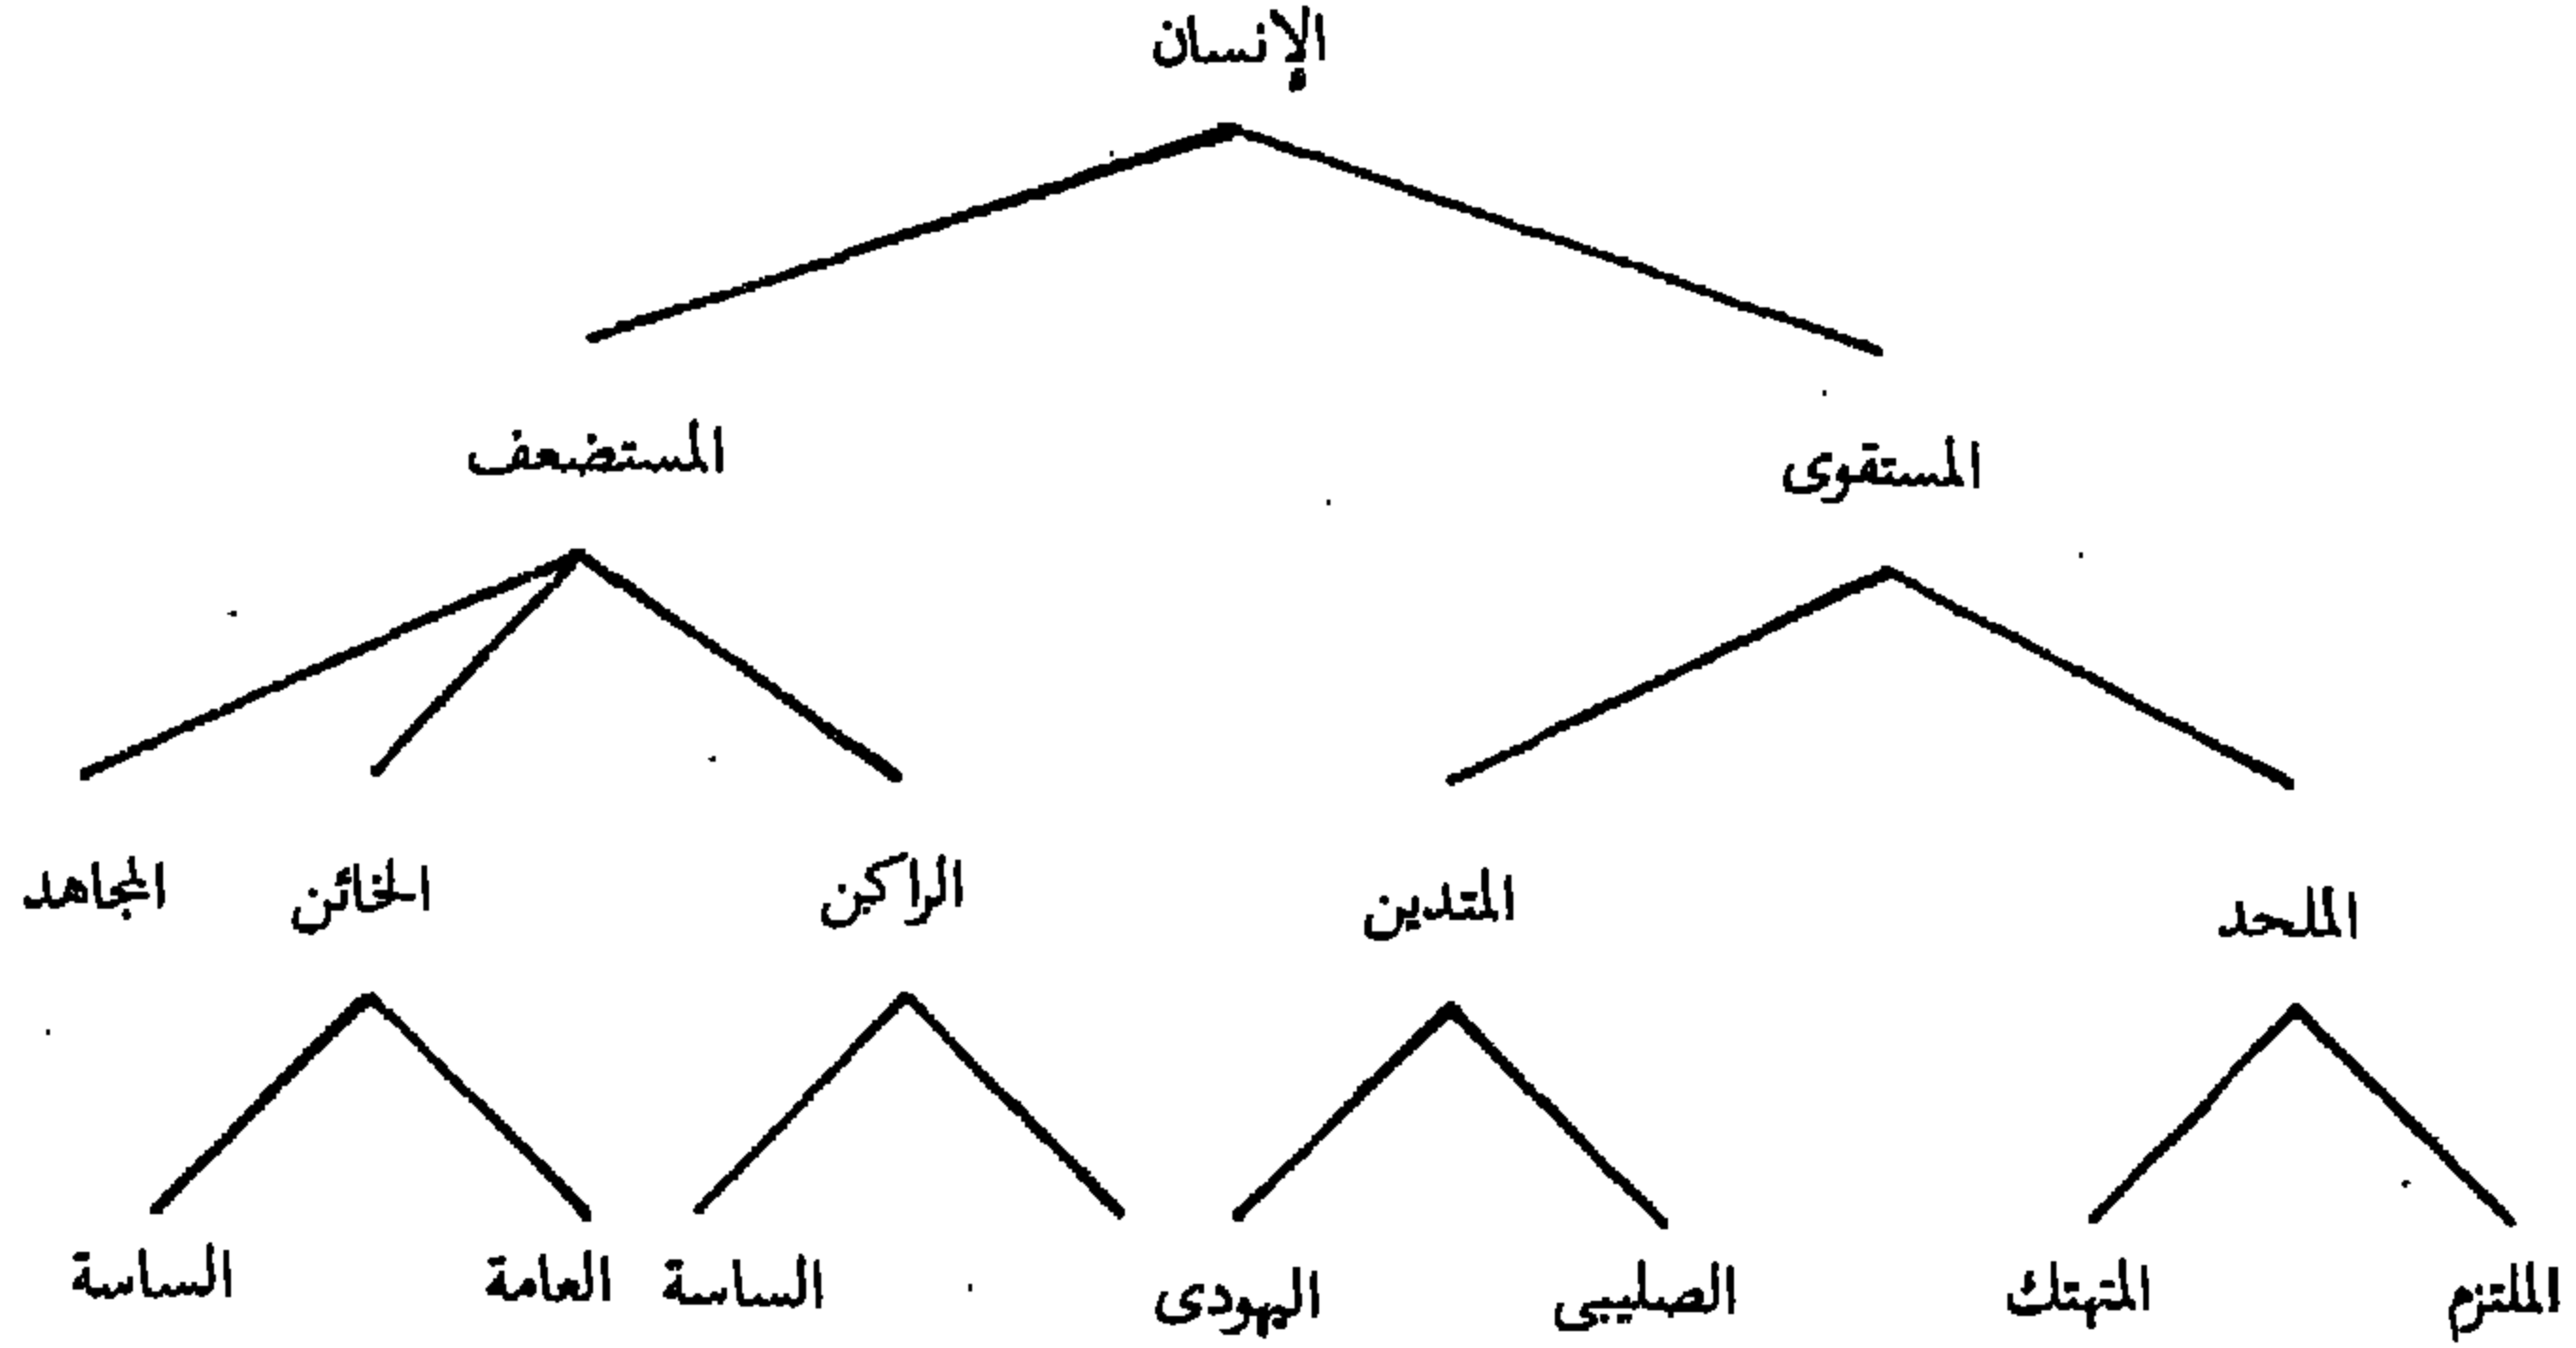 الإنسان
المستقوى المستضعف
الملحد المتدين الراكن الخائن المجاهد
الملتزم المتهتك الصليبى اليهودى الساسة العامة الساسة